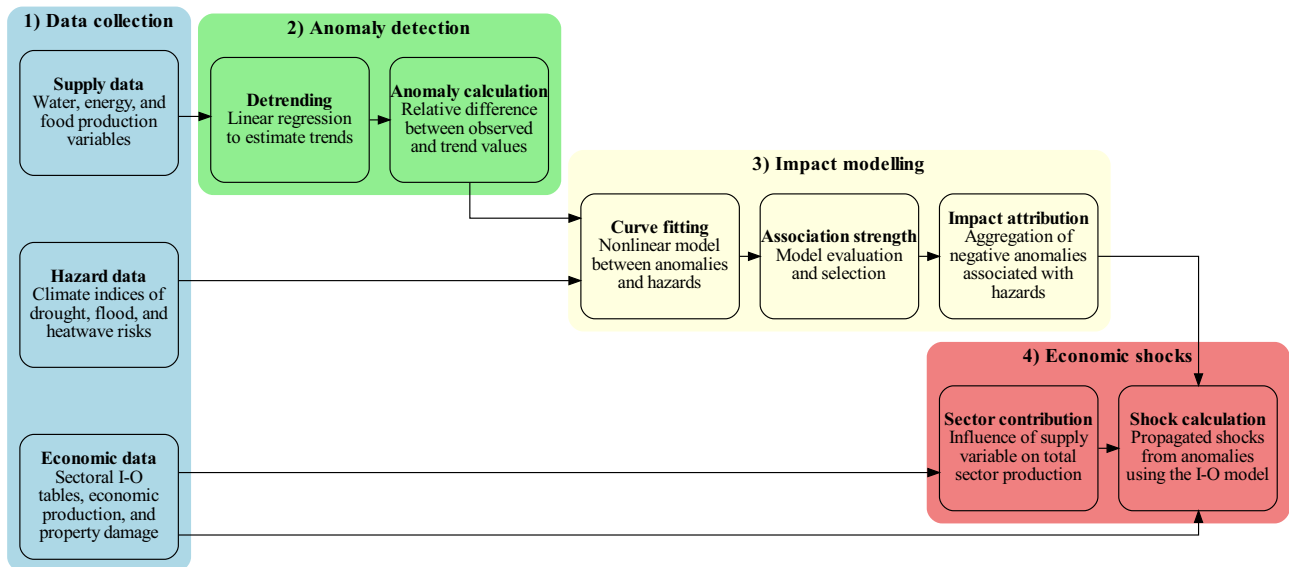 1) Data collection
Supply data
Water, energy, and
food production
variables
Hazard data
Climate indices of
drought, flood, and
heatwave risks
Economic data
Sectoral I-O
tables, economic
production, and
property damage
2) Anomaly detection
Detrending
Linear regression
to estimate trends
Anomaly calculation
Relative difference
between observed
and trend values
3) Impact modelling
Curve fitting
Nonlinear model
between anomalies
and hazards
Association strength
Model evaluation
and selection
Impact attribution
Aggregation of
negative anomalies
associated with
hazards
4) Economic shocks
Sector contribution
Influence of supply
variable on total
sector production
Shock calculation
Propagated shocks
from anomalies
using the I-O model